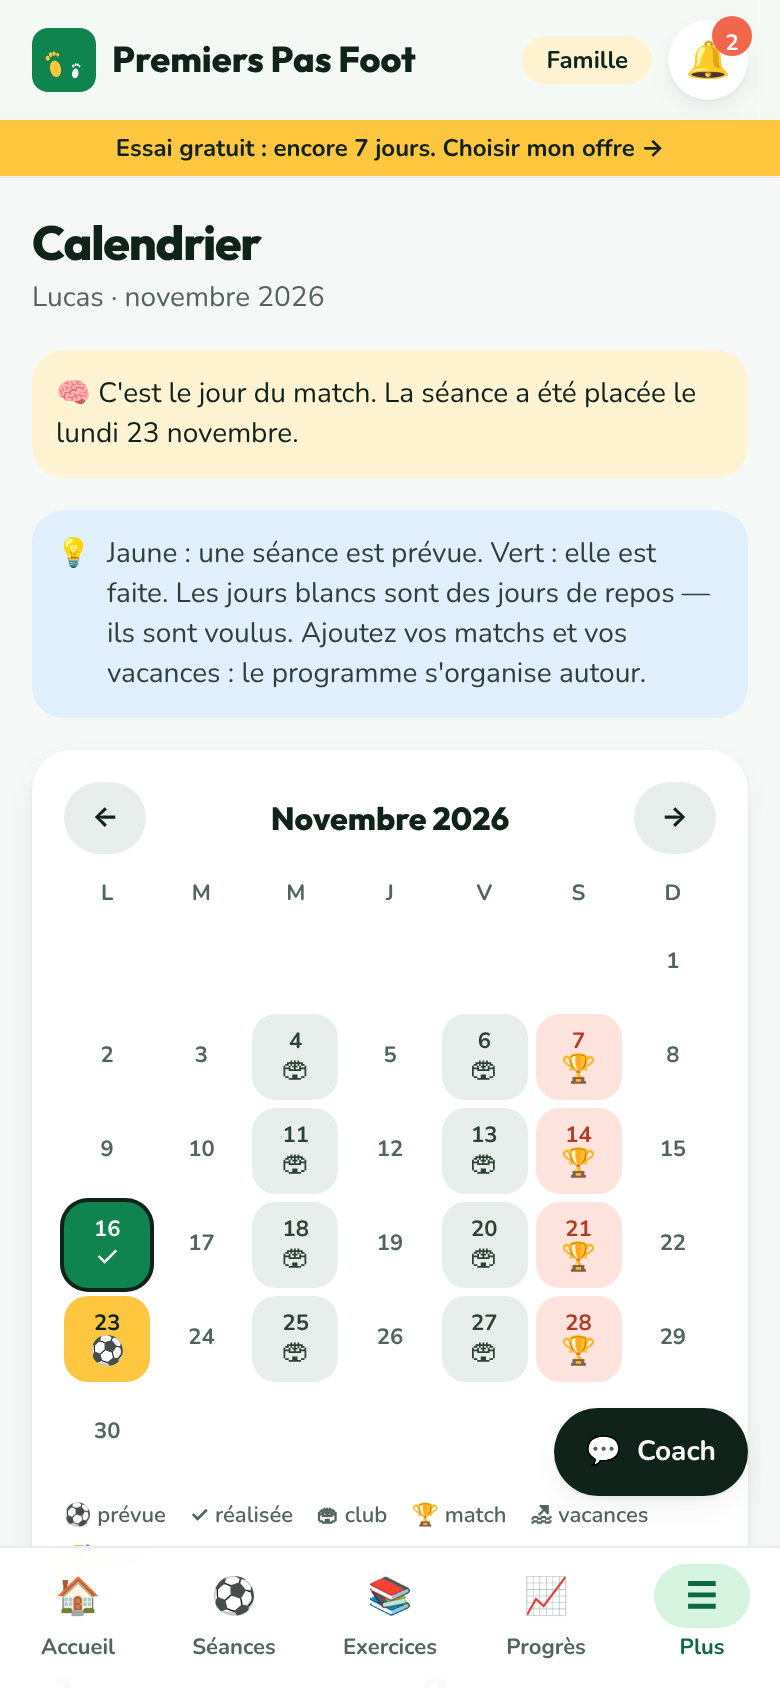 Premiers Pas Foot
Famille
2
Essai gratuit : encore 7 jours. Choisir mon offre →
Calendrier
Lucas · novembre 2026
🧠 C'est le jour du match. La séance a été placée le
lundi 23 novembre.
💡 Jaune : une séance est prévue. Vert : elle est
faite. Les jours blancs sont des jours de repos —
ils sont voulus. Ajoutez vos matchs et vos
vacances : le programme s'organise autour.
← Novembre 2026 →
L M M J V S D
1
2 3 4 5 6 7 8
9 10 11 12 13 14 15
16 17 18 19 20 21 22
23 24 25 26 27 28 29
30
💬 Coach
⚽ prévue ✓ réalisée 🏟 club 🏆 match 🏖 vacances
Accueil Séances Exercices Progrès Plus